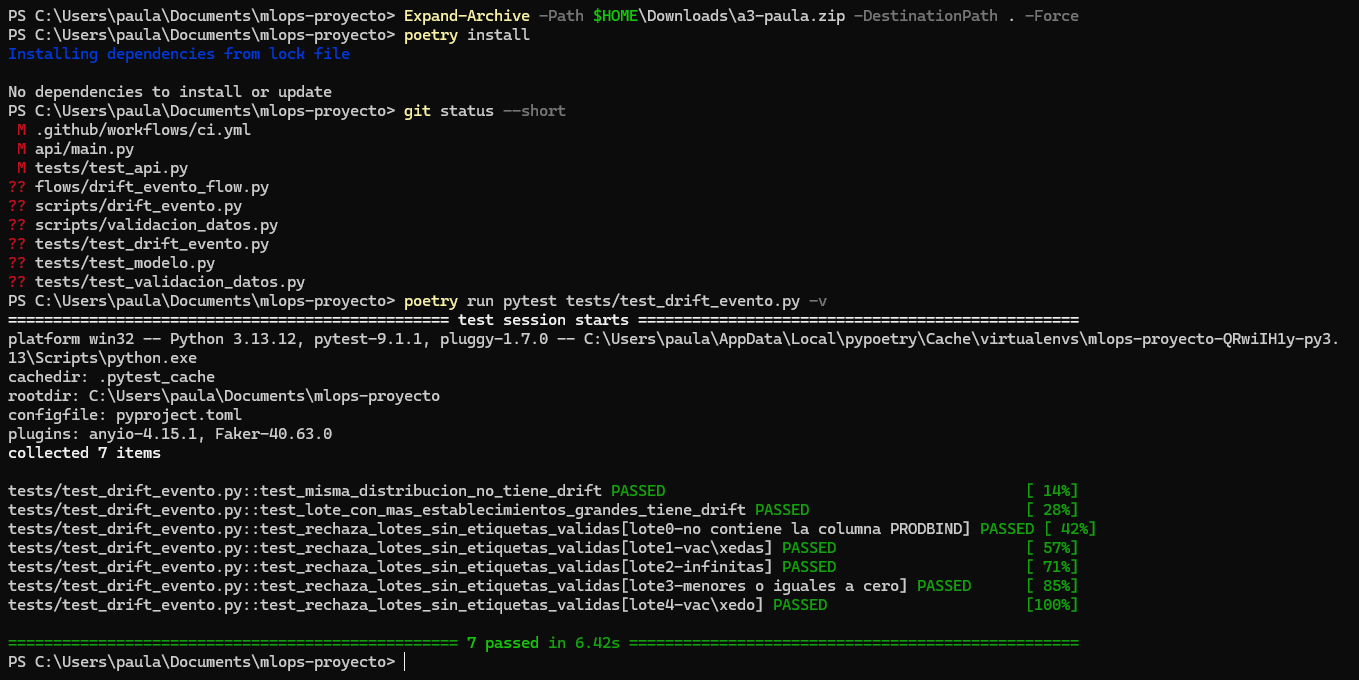 PS C:\Users\paula\Documents\mlops-proyecto> Expand-Archive -Path $HOME\Downloads\a3-paula.zip -DestinationPath . -Force
PS C:\Users\paula\Documents\mlops-proyecto> poetry install
Installing dependencies from lock file
No dependencies to install or update
PS C:\Users\paula\Documents\mlops-proyecto> git status --short
 M .github/workflows/ci.yml
 M api/main.py
 M tests/test_api.py
?? flows/drift_evento_flow.py
?? scripts/drift_evento.py
?? scripts/validacion_datos.py
?? tests/test_drift_evento.py
?? tests/test_modelo.py
?? tests/test_validacion_datos.py
PS C:\Users\paula\Documents\mlops-proyecto> poetry run pytest tests/test_drift_evento.py -v
================================================= test session starts =================================================
platform win32 -- Python 3.13.12, pytest-9.1.1, pluggy-1.7.0 -- C:\Users\paula\AppData\Local\pypoetry\Cache\virtualenvs\mlops-proyecto-QRwiIH1y-py3.
13\Scripts\python.exe
cachedir: .pytest_cache
rootdir: C:\Users\paula\Documents\mlops-proyecto
configfile: pyproject.toml
plugins: anyio-4.15.1, Faker-40.63.0
collected 7 items
tests/test_drift_evento.py::test_misma_distribucion_no_tiene_drift PASSED [ 14%]
tests/test_drift_evento.py::test_lote_con_mas_establecimientos_grandes_tiene_drift PASSED [ 28%]
tests/test_drift_evento.py::test_rechaza_lotes_sin_etiquetas_validas[lote0-no contiene la columna PRODBIND] PASSED [ 42%]
tests/test_drift_evento.py::test_rechaza_lotes_sin_etiquetas_validas[lote1-vac\xedas] PASSED [ 57%]
tests/test_drift_evento.py::test_rechaza_lotes_sin_etiquetas_validas[lote2-infinitas] PASSED [ 71%]
tests/test_drift_evento.py::test_rechaza_lotes_sin_etiquetas_validas[lote3-menores o iguales a cero] PASSED [ 85%]
tests/test_drift_evento.py::test_rechaza_lotes_sin_etiquetas_validas[lote4-vac\xedo] PASSED [100%]
================================================== 7 passed in 6.42s ==================================================
PS C:\Users\paula\Documents\mlops-proyecto>